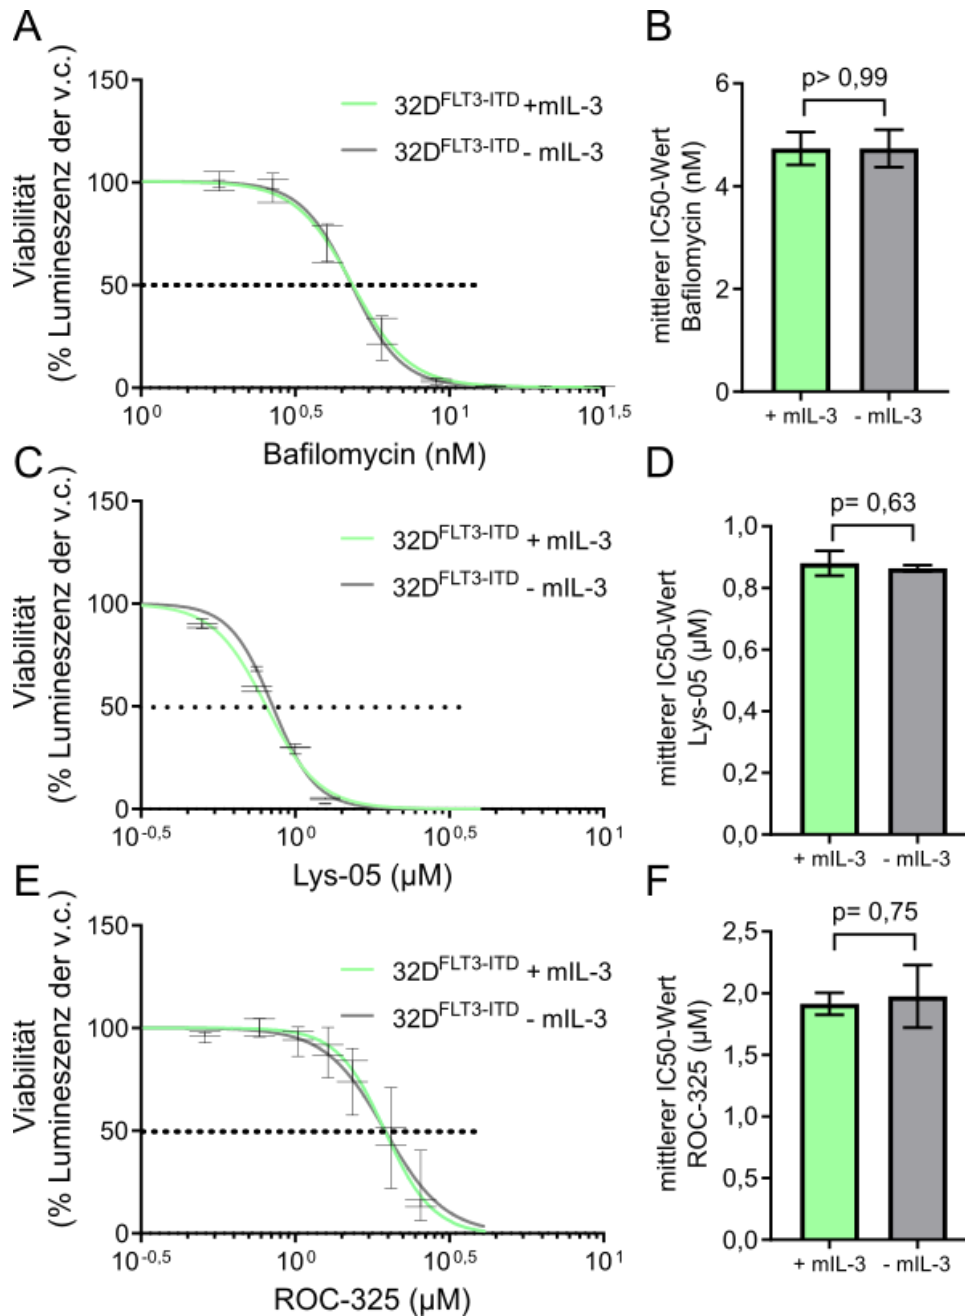 A
Viabilität
(% Lumineszenz der v.c.)
150
100
50
0
32D^FLT3-ITD +mIL-3
32D^FLT3-ITD - mIL-3
10^0
10^0,5
10^1
10^1,5
Bafilomycin (nM)
B
mittlerer IC50-Wert
Bafilomycin (nM)
p> 0,99
6
4
2
0
+ mIL-3
- mIL-3
C
Viabilität
(% Lumineszenz der v.c.)
150
100
50
0
32D^FLT3-ITD + mIL-3
32D^FLT3-ITD - mIL-3
10^-0,5
10^0
10^0,5
10^1
Lys-05 (µM)
D
mittlerer IC50-Wert
Lys-05 (µM)
p= 0,63
1,0
0,8
0,6
0,4
0,2
0,0
+ mIL-3
- mIL-3
E
Viabilität
(% Lumineszenz der v.c.)
150
100
50
0
32D^FLT3-ITD + mIL-3
32D^FLT3-ITD - mIL-3
10^-0,5
10^0
10^0,5
10^1
ROC-325 (µM)
F
mittlerer IC50-Wert
ROC-325 (µM)
p= 0,75
2,5
2,0
1,5
1,0
0,5
0,0
+ mIL-3
- mIL-3